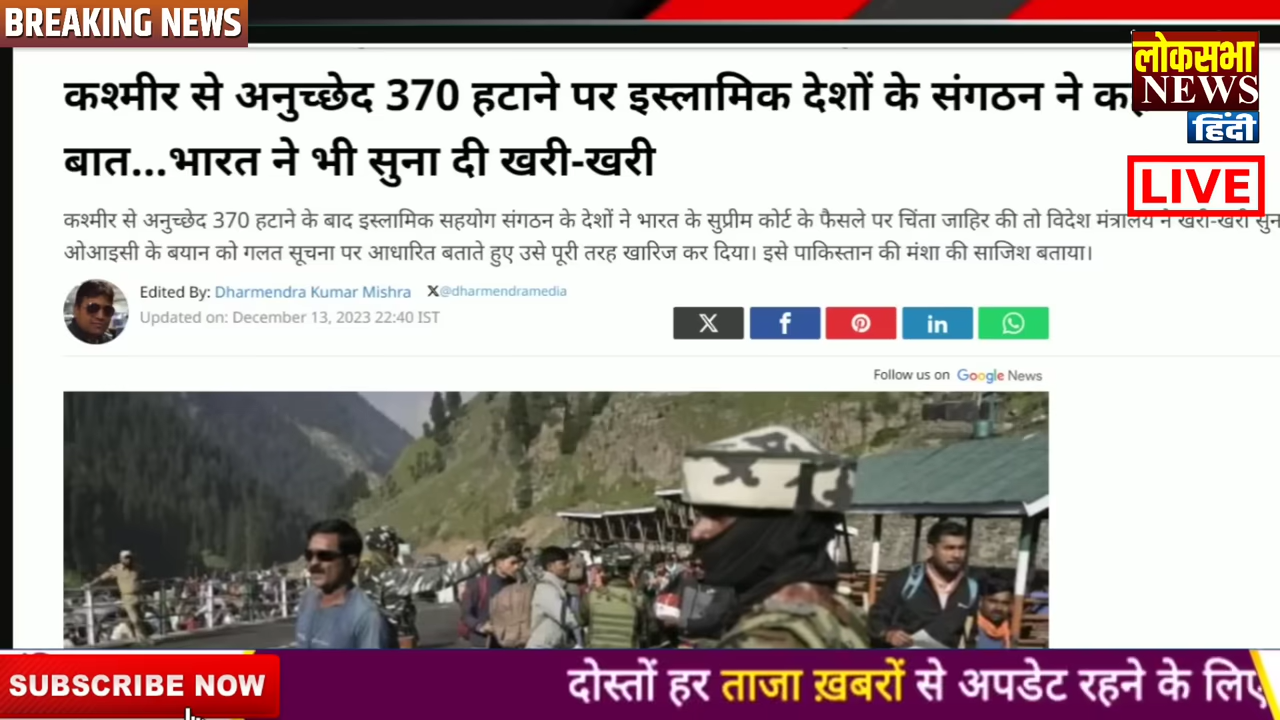 BREAKING NEWS
लोकसभा
NEWS
हिंदी
LIVE
कश्मीर से अनुच्छेद 370 हटाने पर इस्लामिक देशों के संगठन ने
बात...भारत ने भी सुना दी खरी-खरी
कश्मीर से अनुच्छेद 370 हटाने के बाद इस्लामिक सहयोग संगठन के देशों ने भारत के सुप्रीम कोर्ट के फैसले पर चिंता जाहिर की तो विदेश मंत्रालय ने खरी-खरी
ओआइसी के बयान को गलत सूचना पर आधारित बताते हुए उसे पूरी तरह खारिज कर दिया। इसे पाकिस्तान की मंशा की साजिश बताया।
Edited By: Dharmendra Kumar Mishra X@dharmendramedia
Updated on: December 13, 2023 22:40 IST
Follow us on Google News
SUBSCRIBE NOW
दोस्तों हर ताजा ख़बरों से अपडेट रहने के लिए